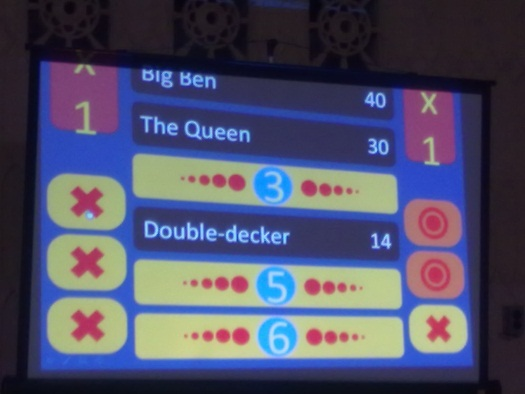 X X
1 1
Big Ben 40
The Queen 30
3
Double-decker 14
5
6